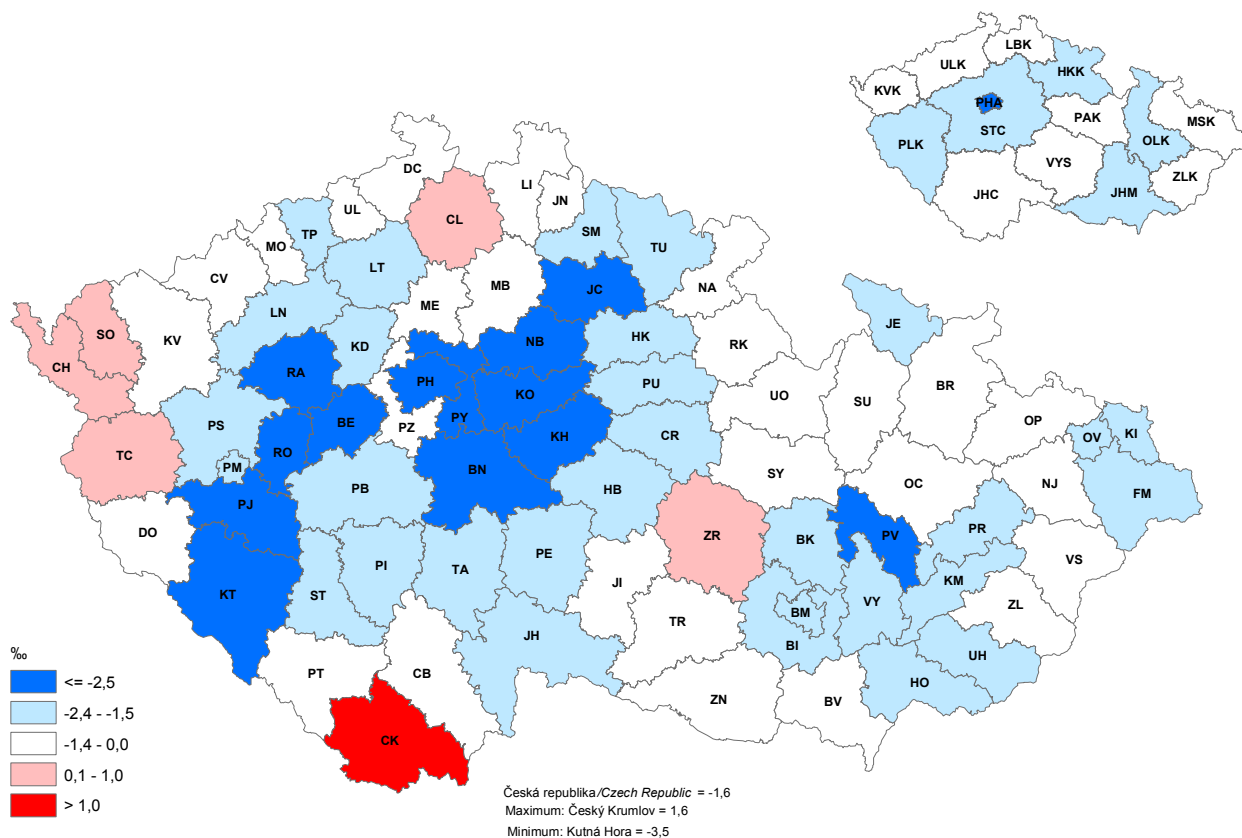 LBK
ULK
HKK
KVK
PHA
PAK
MSK
STC
PLK
OLK
VYS
ZLK
JHC
JHM
DC
LI
JN
UL
CL
SM
TP
TU
MO
LT
CV
MB
NA
JC
ME
LN
SO
JE
KV
HK
NB
RK
KD
CH
RA
PH
PU
BR
KO
UO
SU
PY
OP
BE
PS
PZ
KH
CR
OV
KI
RO
TC
PM
BN
SY
OC
NJ
PB
HB
FM
PJ
PR
DO
ZR
BK
PV
VS
PE
PI
TA
JI
KM
KT
ST
VY
ZL
BM
TR
JH
BI
UH
‰
PT
CB
HO
<= -2,5
ZN
BV
-2,4 - -1,5
-1,4 - 0,0
CK
0,1 - 1,0
> 1,0
Česká republika/Czech Republic = -1,6
Maximum: Český Krumlov = 1,6
Minimum: Kutná Hora = -3,5